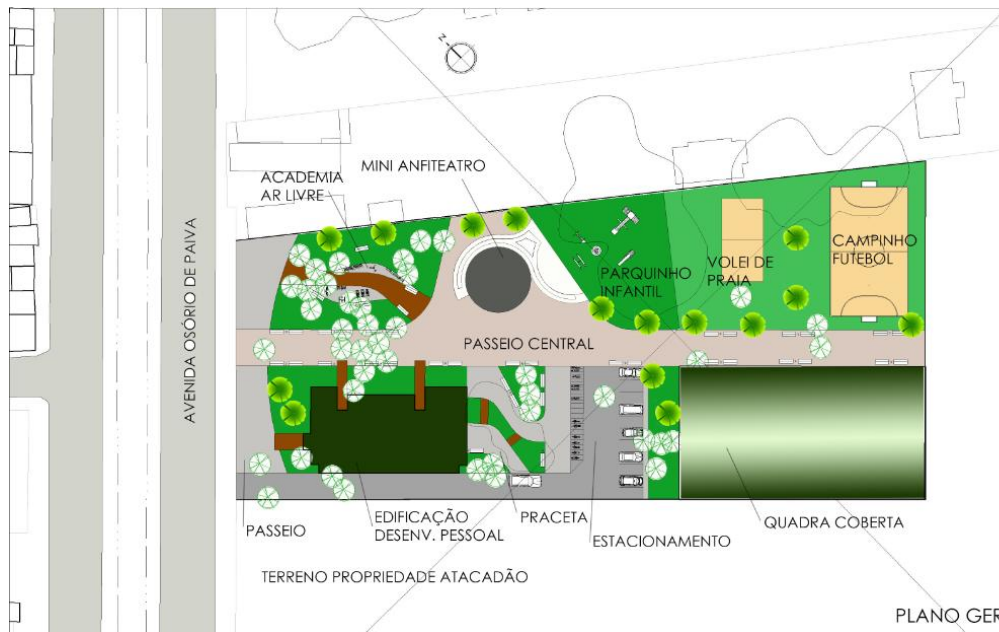 Z
MINI ANFITEATRO
ACADEMIA
AR LIVRE
AVENIDA OSÓRIO DE PAIVA
CAMPINHO
FUTEBOL
VOLEI DE
PRAIA
PARQUINHO
INFANTIL
PASSEIO CENTRAL
PASSEIO
EDIFICAÇÃO
DESENV. PESSOAL
PRACETA
ESTACIONAMENTO
QUADRA COBERTA
TERRENO PROPRIEDADE ATACADÃO
PLANO GER